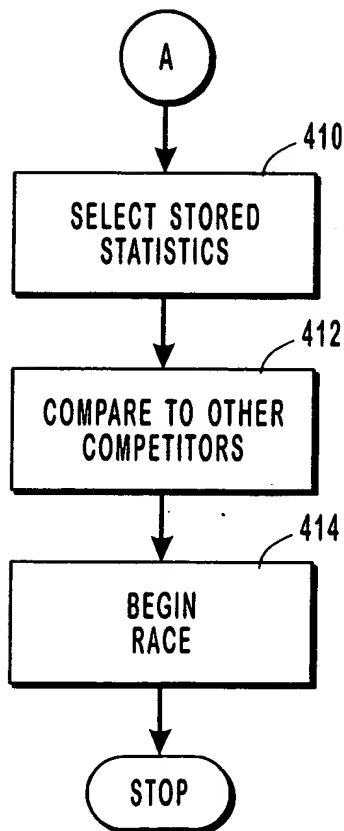 A
410
SELECT STORED
STATISTICS
412
COMPARE TO OTHER
COMPETITORS
414
BEGIN
RACE
STOP